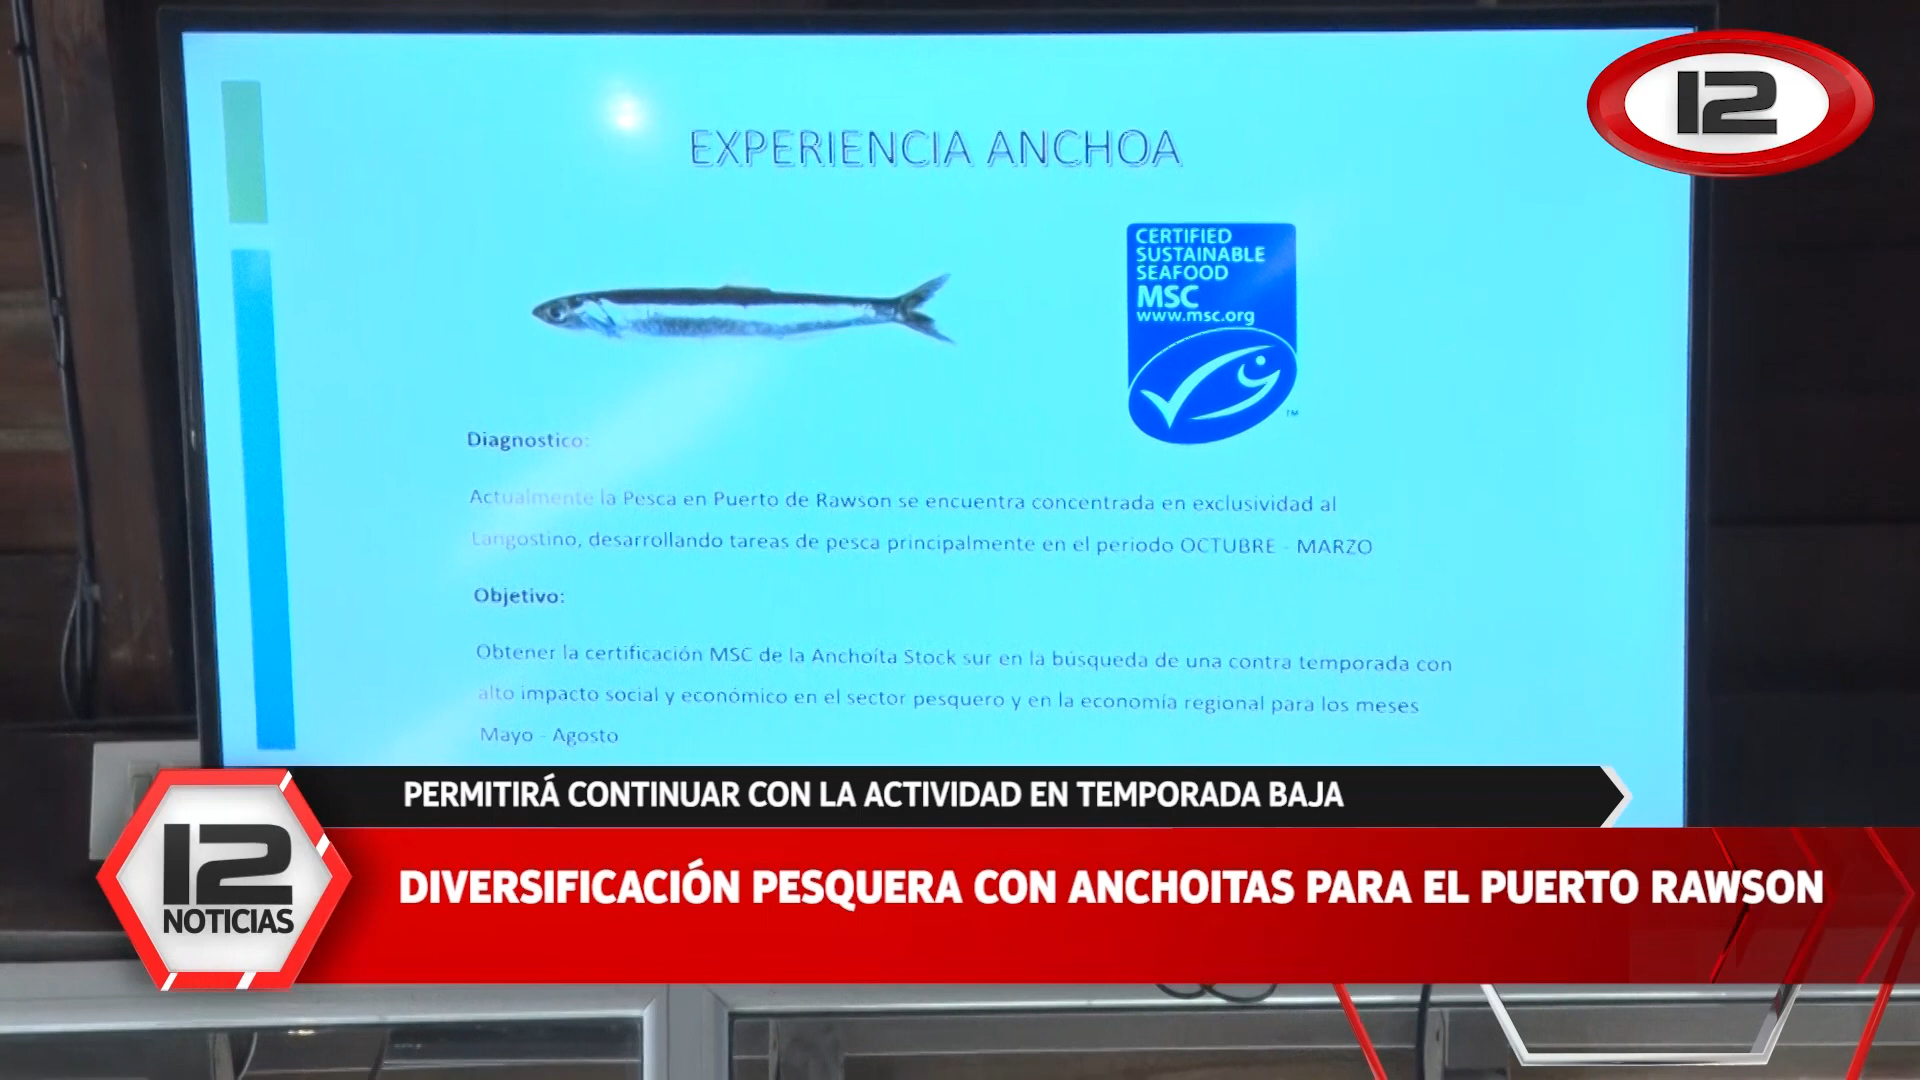 12
EXPERIENCIA ANCHOA
CERTIFIED
SUSTAINABLE
SEAFOOD
MSC
www.msc.org
TM
Diagnostico:
Actualmente la Pesca en Puerto de Rawson se encuentra concentrada en exclusividad al
Langostino, desarrollando tareas de pesca principalmente en el periodo OCTUBRE - MARZO
Objetivo:
Obtener la certificación MSC de la Anchoíta Stock sur en la búsqueda de una contra temporada con
alto impacto social y económico en el sector pesquero y en la economía regional para los meses
Mayo - Agosto
PERMITIRÁ CONTINUAR CON LA ACTIVIDAD EN TEMPORADA BAJA
DIVERSIFICACIÓN PESQUERA CON ANCHOITAS PARA EL PUERTO RAWSON
12
NOTICIAS